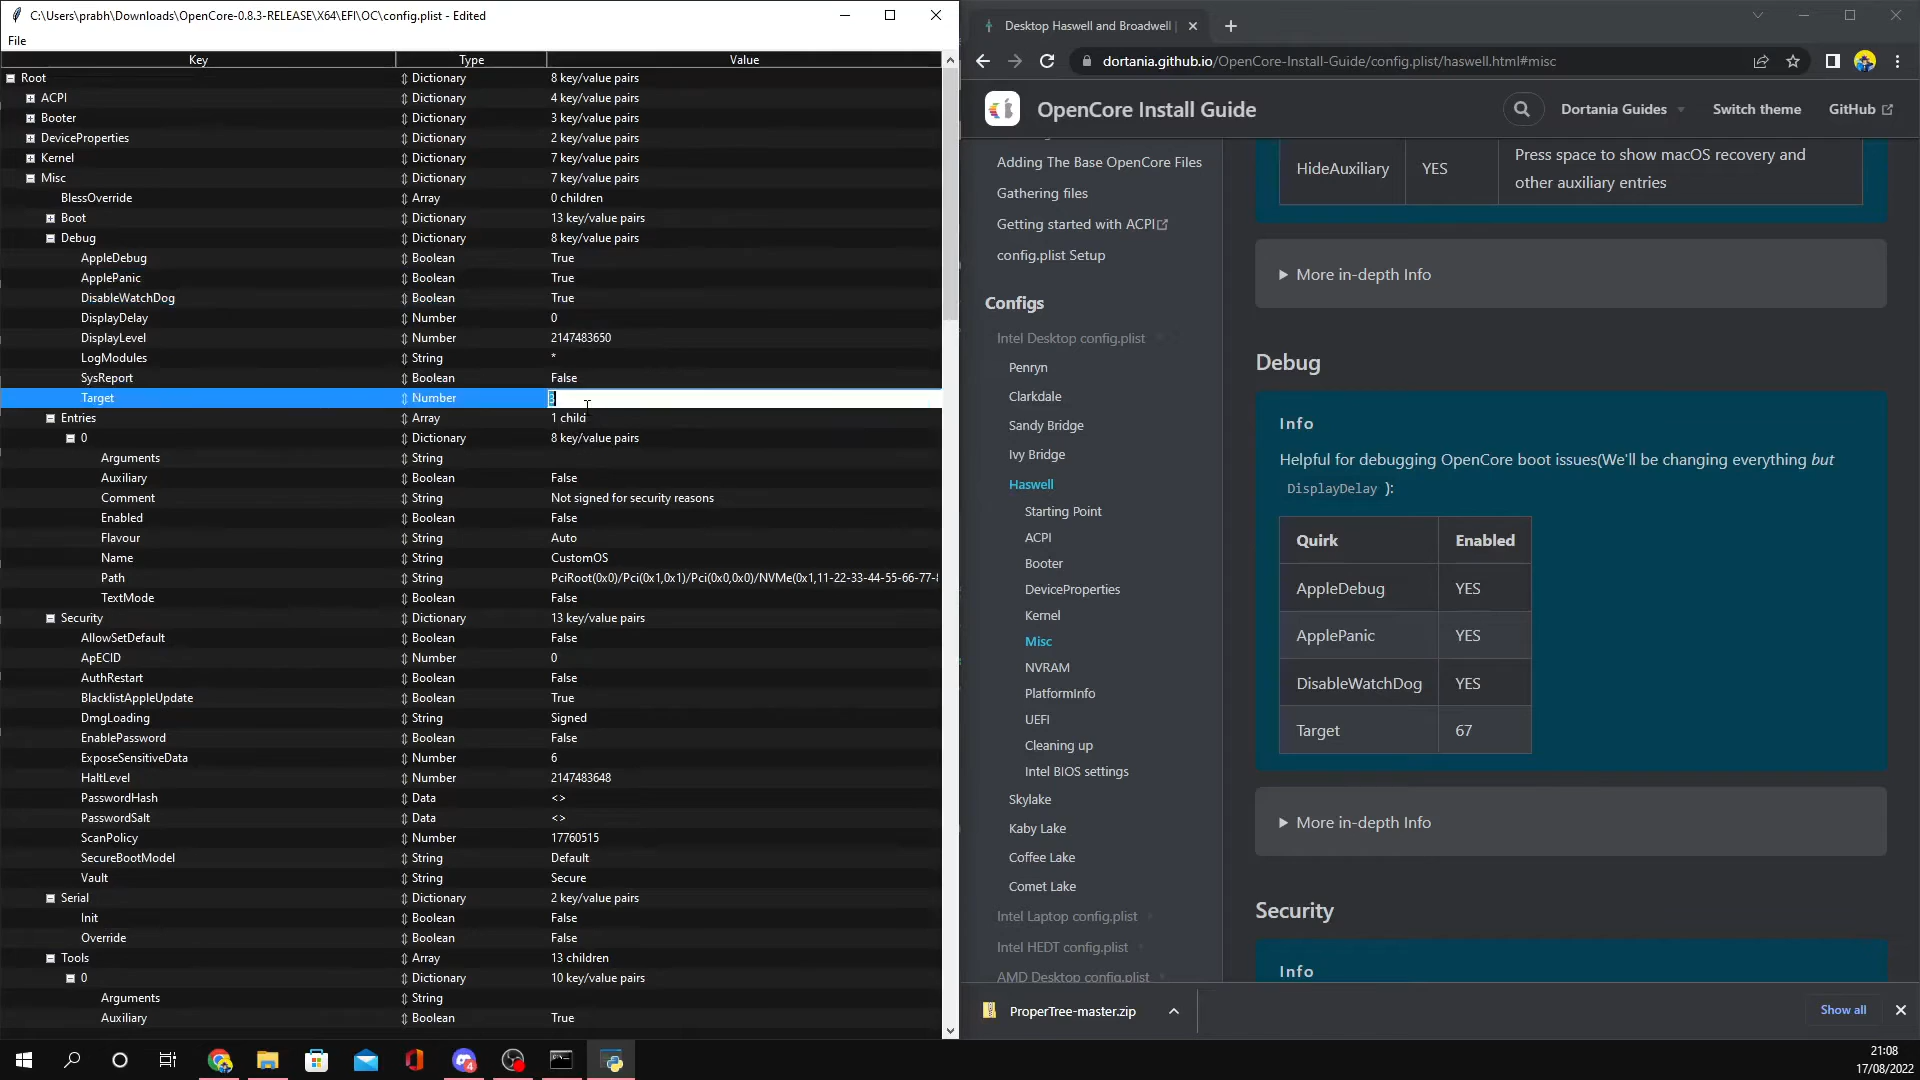 C:\Users\prabh\Downloads\OpenCore-0.8.3-RELEASE\X64\EFI\OC\config.plist - Edited
File
Key Type Value
Root Dictionary 8 key/value pairs
ACPI Dictionary 4 key/value pairs
Booter Dictionary 3 key/value pairs
DeviceProperties Dictionary 2 key/value pairs
Kernel Dictionary 7 key/value pairs
Misc Dictionary 7 key/value pairs
BlessOverride Array 0 children
Boot Dictionary 13 key/value pairs
Debug Dictionary 8 key/value pairs
AppleDebug Boolean True
ApplePanic Boolean True
DisableWatchDog Boolean True
DisplayDelay Number 0
DisplayLevel Number 2147483650
LogModules String *
SysReport Boolean False
Target Number 3
Entries Array 1 child
0 Dictionary 8 key/value pairs
Arguments String
Auxiliary Boolean False
Comment String Not signed for security reasons
Enabled Boolean False
Flavour String Auto
Name String CustomOS
Path String PciRoot(0x0)/Pci(0x1,0x1)/Pci(0x0,0x0)/NVMe(0x1,11-22-33-44-55-66-77-
TextMode Boolean False
Security Dictionary 13 key/value pairs
AllowSetDefault Boolean False
ApECID Number 0
AuthRestart Boolean False
BlacklistAppleUpdate Boolean True
DmgLoading String Signed
EnablePassword Boolean False
ExposeSensitiveData Number 6
HaltLevel Number 2147483648
PasswordHash Data <>
PasswordSalt Data <>
ScanPolicy Number 17760515
SecureBootModel String Default
Vault String Secure
Serial Dictionary 2 key/value pairs
Init Boolean False
Override Boolean False
Tools Array 13 children
0 Dictionary 10 key/value pairs
Arguments String
Auxiliary Boolean True
Desktop Haswell and Broadwell
dortania.github.io/OpenCore-Install-Guide/config.plist/haswell.html#misc
OpenCore Install Guide
Dortania Guides
Switch theme
GitHub
Adding The Base OpenCore Files
Gathering files
Getting started with ACPI
config.plist Setup
Configs
Intel Desktop config.plist
Penryn
Clarkdale
Sandy Bridge
Ivy Bridge
Haswell
Starting Point
ACPI
Booter
DeviceProperties
Kernel
Misc
NVRAM
PlatformInfo
UEFI
Cleaning up
Intel BIOS settings
Skylake
Kaby Lake
Coffee Lake
Comet Lake
Intel Laptop config.plist
Intel HEDT config.plist
AMD Desktop config.plist
HideAuxiliary YES Press space to show macOS recovery and
other auxiliary entries
More in-depth Info
Debug
Info
Helpful for debugging OpenCore boot issues(We'll be changing everything but
DisplayDelay ):
Quirk Enabled
AppleDebug YES
ApplePanic YES
DisableWatchDog YES
Target 67
More in-depth Info
Security
Info
ProperTree-master.zip
Show all
4
21:08
17/08/2022